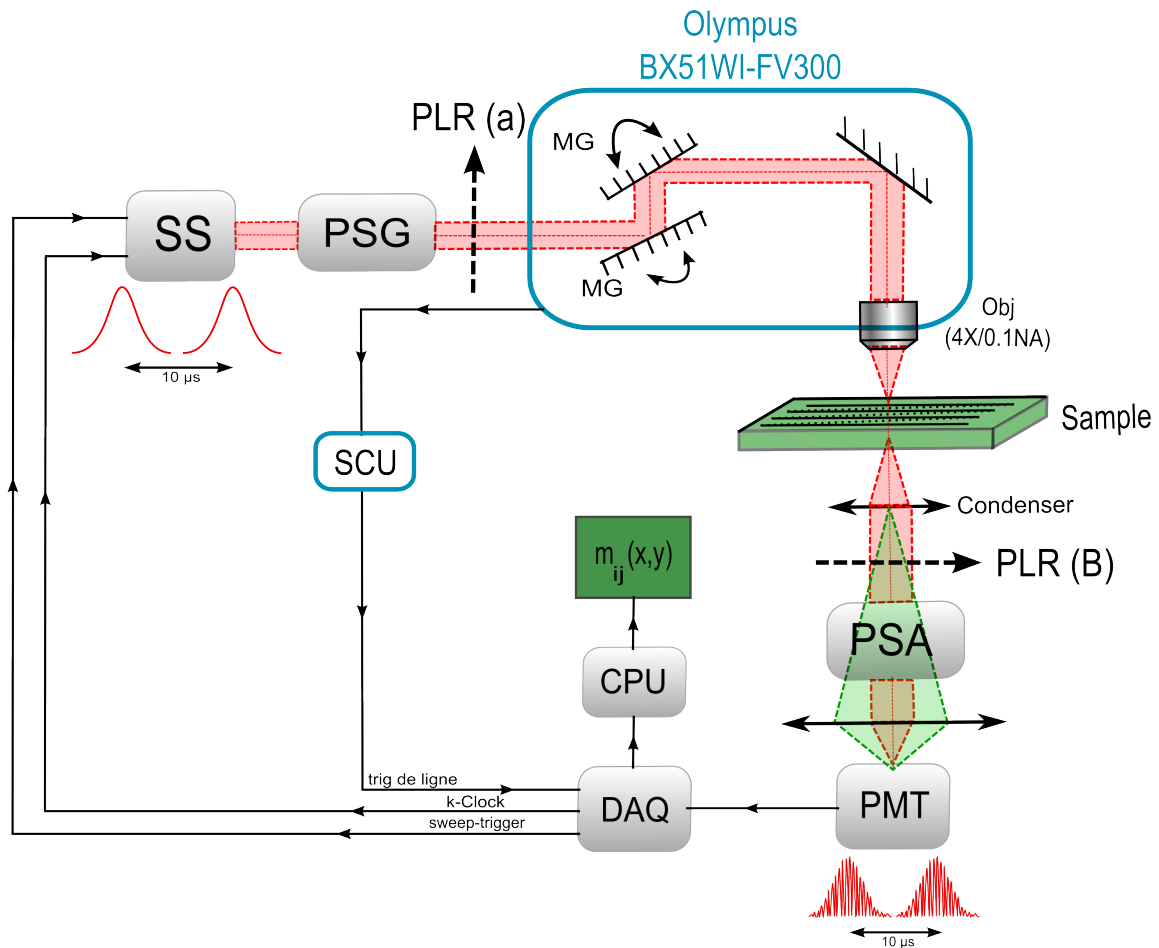 Olympus
BX51WI-FV300
PLR (a)
MG
SS
PSG
MG
Obj
(4X/0.1NA)
10 µs
Sample
SCU
Condenser
m_ij(x,y)
PLR (B)
PSA
CPU
trig de ligne
k-Clock
sweep-trigger
DAQ
PMT
10 µs